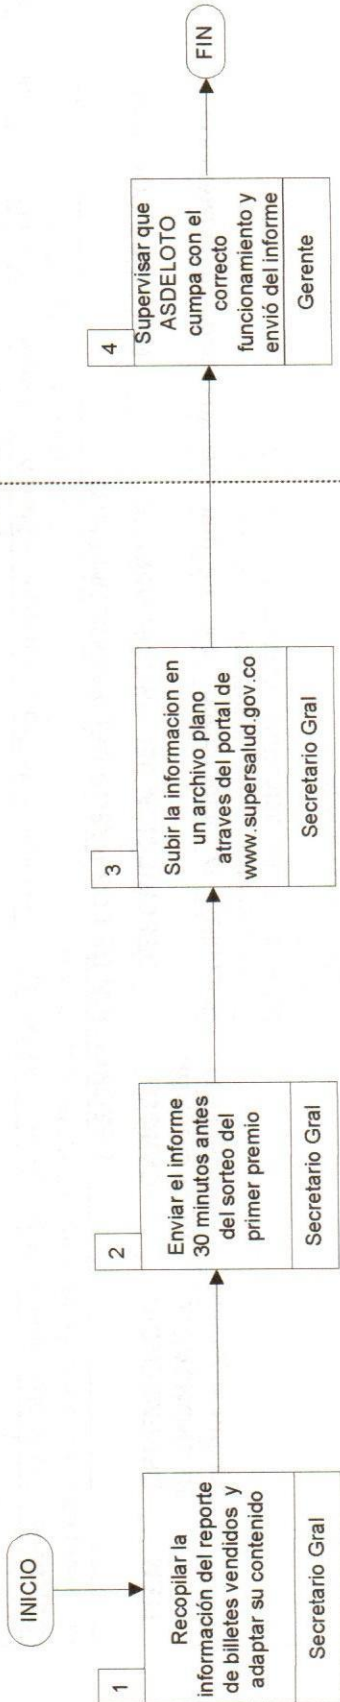 INICIO
1
Recopilar la
información del reporte
de billetes vendidos y
adaptar su contenido
Secretario Gral
2
Enviar el informe
30 minutos antes
del sorteo del
primer premio
Secretario Gral
3
Subir la informacion en
un archivo plano
atraves del portal de
www.supersalud.gov.co
Secretario Gral
4
Supervisar que
ASDELOTO
cumpa con el
correcto
funcionamiento y
envió del informe
Gerente
FIN